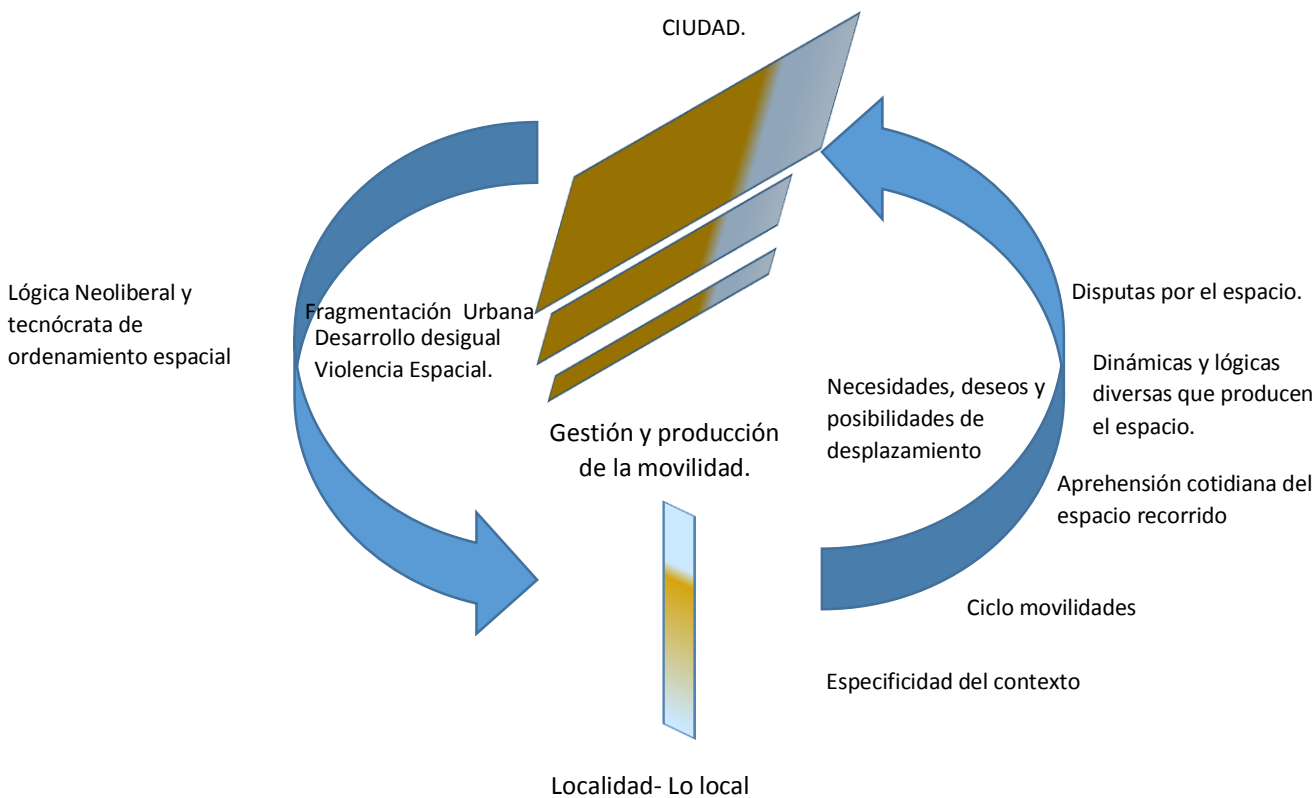 CIUDAD.
Lógica Neoliberal y
tecnócrata de
ordenamiento espacial
Fragmentación  Urbana
Desarrollo desigual
Violencia Espacial.
Disputas por el espacio.
Dinámicas y lógicas
diversas que producen
el espacio.
Necesidades, deseos y
posibilidades de
desplazamiento
Gestión y producción
de la movilidad.
Aprehensión cotidiana del
espacio recorrido
Ciclo movilidades
Especificidad del contexto
Localidad- Lo local